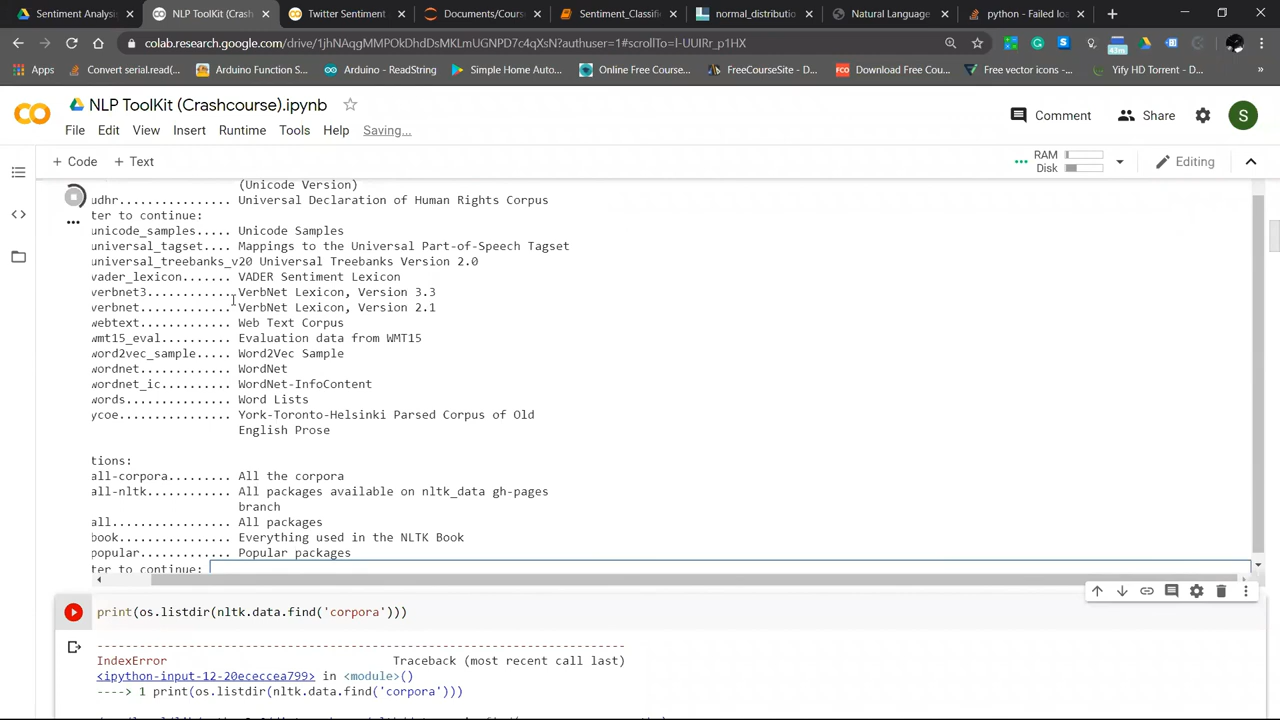 Sentiment Analysis
NLP ToolKit (Crash
Twitter Sentiment
Documents/Cour
Sentiment_Classifi
normal_distributio
Natural Language
python - Failed lo
colab.research.google.com/drive/1jhNAqgMMPOkDhdDsMKLmUGNPD7c4qXsN?authuser=1#scrollTo=l-UUIRr_p1HX
Apps
Convert serial.read(...
Arduino Function S...
Arduino - ReadString
Simple Home Auto...
Online Free Course...
FreeCourseSite - D...
Download Free Cou...
Free vector icons -...
Yify HD Torrent - D...
»
NLP ToolKit (Crashcourse).ipynb
File Edit View Insert Runtime Tools Help Saving...
Comment
Share
S
+ Code + Text
RAM
Disk
Editing
(Unicode Version)
udhr................ Universal Declaration of Human Rights Corpus
ter to continue:
unicode_samples..... Unicode Samples
universal_tagset.... Mappings to the Universal Part-of-Speech Tagset
universal_treebanks_v20 Universal Treebanks Version 2.0
vader_lexicon....... VADER Sentiment Lexicon
verbnet3............ VerbNet Lexicon, Version 3.3
verbnet............. VerbNet Lexicon, Version 2.1
webtext............. Web Text Corpus
wmt15_eval.......... Evaluation data from WMT15
word2vec_sample..... Word2Vec Sample
wordnet............. WordNet
wordnet_ic.......... WordNet-InfoContent
words............... Word Lists
ycoe................ York-Toronto-Helsinki Parsed Corpus of Old
English Prose
tions:
all-corpora......... All the corpora
all-nltk............ All packages available on nltk_data gh-pages
branch
all................. All packages
book................ Everything used in the NLTK Book
popular............. Popular packages
ter to continue:
print(os.listdir(nltk.data.find('corpora')))
---------------------------------------------------------------------------
IndexError Traceback (most recent call last)
<ipython-input-12-20ececcea799> in <module>()
----> 1 print(os.listdir(nltk.data.find('corpora')))